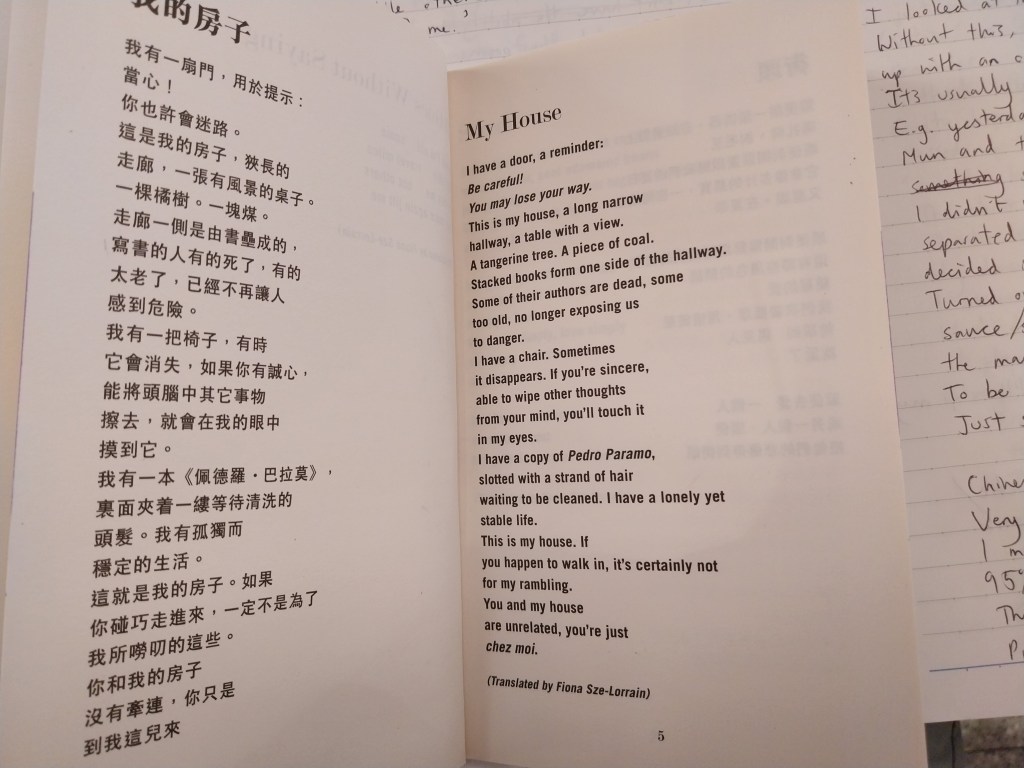 我的房子
我有一扇門，用於提示：
當心！
你也許會迷路。
這是我的房子，狹長的
走廊，一張有風景的桌子。
一棵橘樹。一塊煤。
走廊一側是由書壘成的，
寫書的人有的死了，有的
太老了，已經不再讓人
感到危險。
我有一把椅子，有時
它會消失，如果你有誠心，
能將頭腦中其它事物
擦去，就會在我的眼中
摸到它。
我有一本《佩德羅·巴拉莫》，
裏面夾着一縷等待清洗的
頭髮。我有孤獨而
穩定的生活。
這就是我的房子。如果
你碰巧走進來，一定不是為了
我所嘮叨的這些。
你和我的房子
沒有牽連，你只是
到我這兒來
me.
My House
I have a door, a reminder:
Be careful!
You may lose your way.
This is my house, a long narrow
hallway, a table with a view.
A tangerine tree. A piece of coal.
Stacked books form one side of the hallway.
Some of their authors are dead, some
too old, no longer exposing us
to danger.
I have a chair. Sometimes
it disappears. If you're sincere,
able to wipe other thoughts
from your mind, you'll touch it
in my eyes.
I have a copy of Pedro Paramo,
slotted with a strand of hair
waiting to be cleaned. I have a lonely yet
stable life.
This is my house. If
you happen to walk in, it's certainly not
for my rambling.
You and my house
are unrelated, you're just
chez moi.
(Translated by Fiona Sze-Lorrain)
5
I looked at
Without this,
up with an
It's usually
E.g. yesterda
Mun and
something
I didn't
separated
decided
Turned
sauce/
the
To be
Just
Chine
Very
1
95%